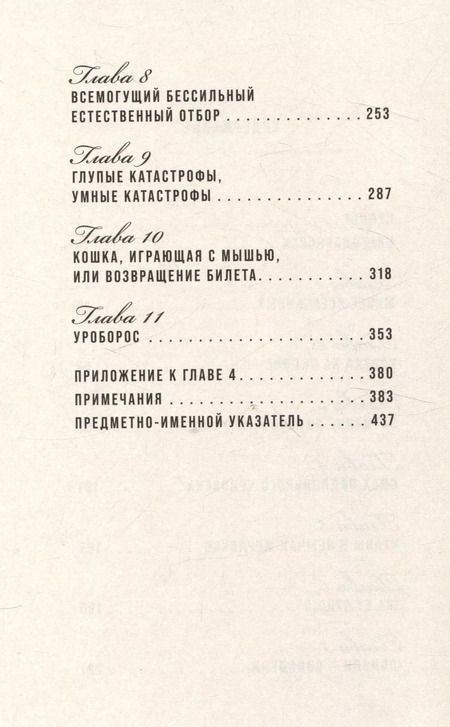 Глава 8
ВСЕМОГУЩИЙ БЕССИЛЬНЫЙ
ЕСТЕСТВЕННЫЙ ОТБОР . . . . . . . . . . . . . . 253
Глава 9
ГЛУПЫЕ КАТАСТРОФЫ,
УМНЫЕ КАТАСТРОФЫ . . . . . . . . . . . . . . . 287
Глава 10
КОШКА, ИГРАЮЩАЯ С МЫШЬЮ,
ИЛИ ВОЗВРАЩЕНИЕ БИЛЕТА. . . . . . . . . . . 318
Глава 11
УРОБОРОС . . . . . . . . . . . . . . . . . . . . . . 353
ПРИЛОЖЕНИЕ К ГЛАВЕ 4. . . . . . . . . . . . . 380
ПРИМЕЧАНИЯ . . . . . . . . . . . . . . . . . . . . 383
ПРЕДМЕТНО-ИМЕННОЙ УКАЗАТЕЛЬ . . . . . . 437